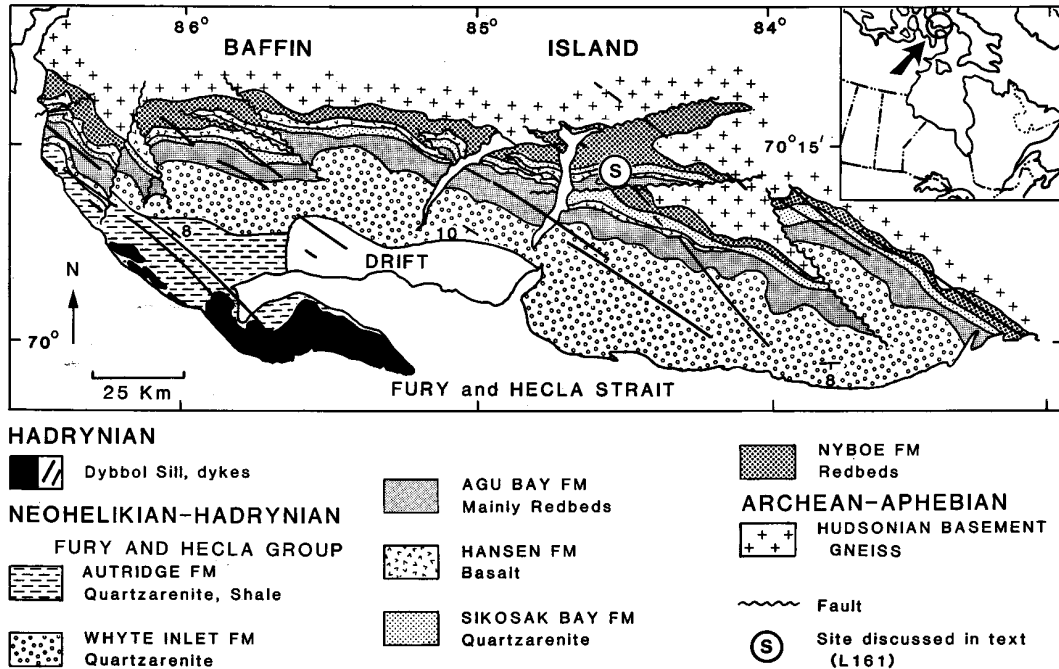 86° 85° 84°
BAFFIN ISLAND
70° 15'
S
8
10
DRIFT
N
70°
25 Km
8
FURY and HECLA STRAIT
HADRYNIAN
Dybbol Sill, dykes
NEOHELIKIAN-HADRYNIAN
FURY AND HECLA GROUP
AUTRIDGE FM
Quartzarenite, Shale
WHYTE INLET FM
Quartzarenite
AGU BAY FM
Mainly Redbeds
HANSEN FM
Basalt
SIKOSAK BAY FM
Quartzarenite
NYBOE FM
Redbeds
ARCHEAN-APHEBIAN
HUDSONIAN BASEMENT
GNEISS
Fault
S
Site discussed in text
(L161)